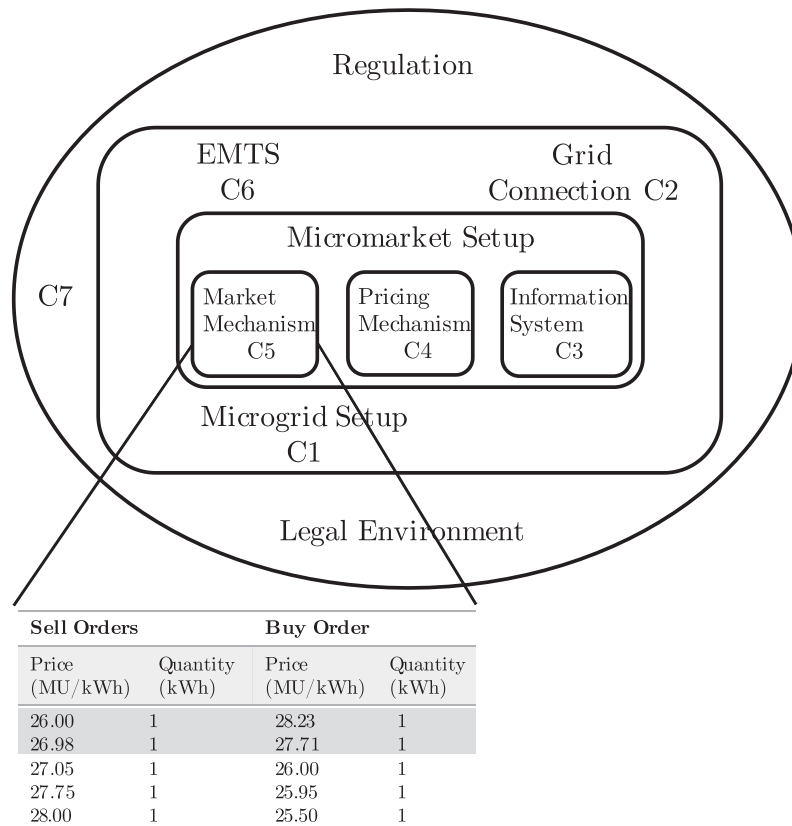 Regulation
EMTS
C6
Grid
Connection C2
Micromarket Setup
C7
Market
Mechanism
C5
Pricing
Mechanism
C4
Information
System
C3
Microgrid Setup
C1
Legal Environment
Sell Orders Buy Order
Price Quantity Price Quantity
(MU/kWh) (kWh) (MU/kWh) (kWh)
26.00 1 28.23 1
26.98 1 27.71 1
27.05 1 26.00 1
27.75 1 25.95 1
28.00 1 25.50 1